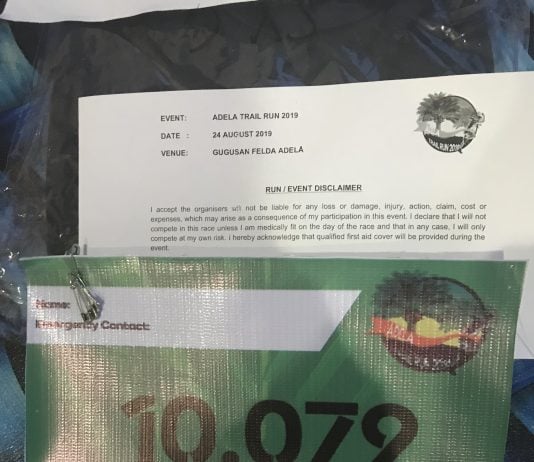 EVENT: ADELA TRAIL RUN 2019
DATE : 24 AUGUST 2019
VENUE: GUGUSAN FELDA ADELA
TRAIL RUN 2019
RUN / EVENT DISCLAIMER
I accept the organisers will not be liable for any loss or damage, injury, action, claim, cost or
expenses, which may arise as a consequence of my participation in this event. I declare that I will not
compete in this race unless I am medically fit on the day of the race and that in any case, I will only
compete at my own risk. I hereby acknowledge that qualified first aid cover will be provided during the
event.
Name:
Emergency Contact:
10.079